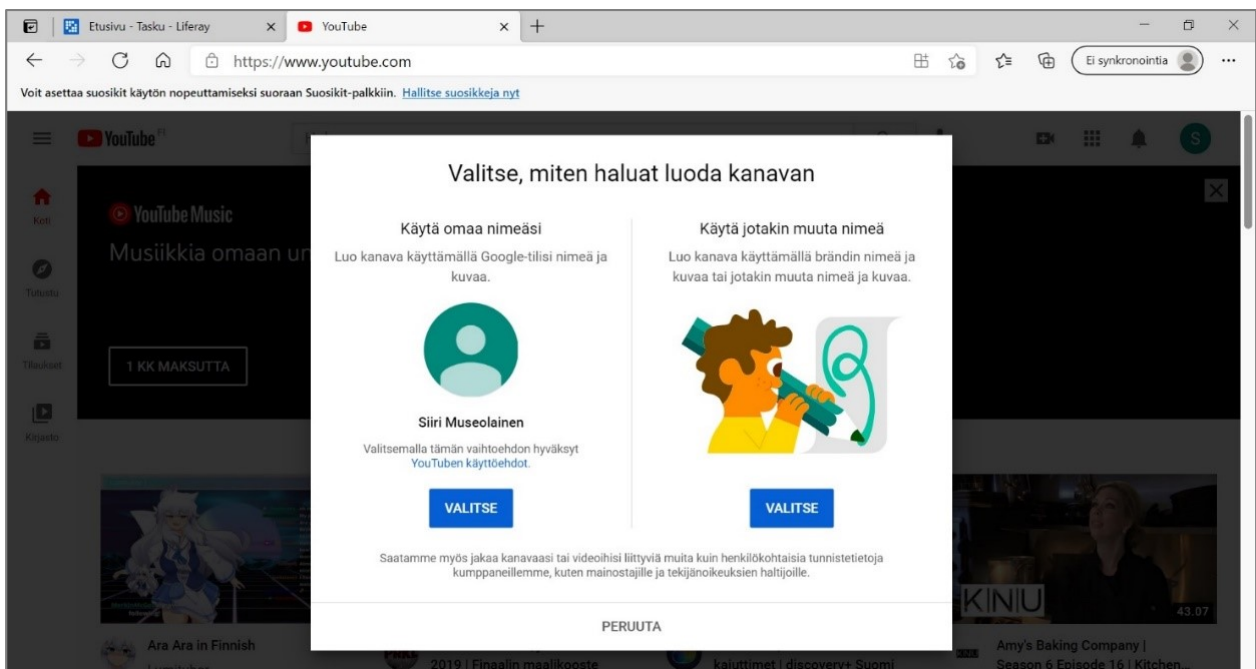 Etusivu - Tasku - Liferay
YouTube
https://www.youtube.com
Ei synkronointia
Voit asettaa suosikit käytön nopeuttamiseksi suoraan Suosikit-palkkiin. Hallitse suosikkeja nyt
YouTube FI
S
Koti
Tutustu
Tilaukset
Kirjasto
YouTube Music
Musiikkia omaan
1 KK MAKSUTTA
Valitse, miten haluat luoda kanavan
Käytä omaa nimeäsi
Luo kanava käyttämällä Google-tilisi nimeä ja
kuvaa.
Siiri Museolainen
Valitsemalla tämän vaihtoehdon hyväksyt
YouTuben käyttöehdot.
VALITSE
Käytä jotakin muuta nimeä
Luo kanava käyttämällä brändin nimeä ja
kuvaa tai jotakin muuta nimeä ja kuvaa.
VALITSE
Saatamme myös jakaa kanavaasi tai videoihisi liittyviä muita kuin henkilökohtaisia tunnistetietoja
kumppaneillemme, kuten mainostajille ja tekijänoikeuksien haltijoille.
PERUUTA
KINIU
43.07
Ara Ara in Finnish
2019 | Finaalin maalikooste
kaiuttimet | discovery+ Suomi
Amy's Baking Company |
Season 6 Episode 16 | Kitchen...